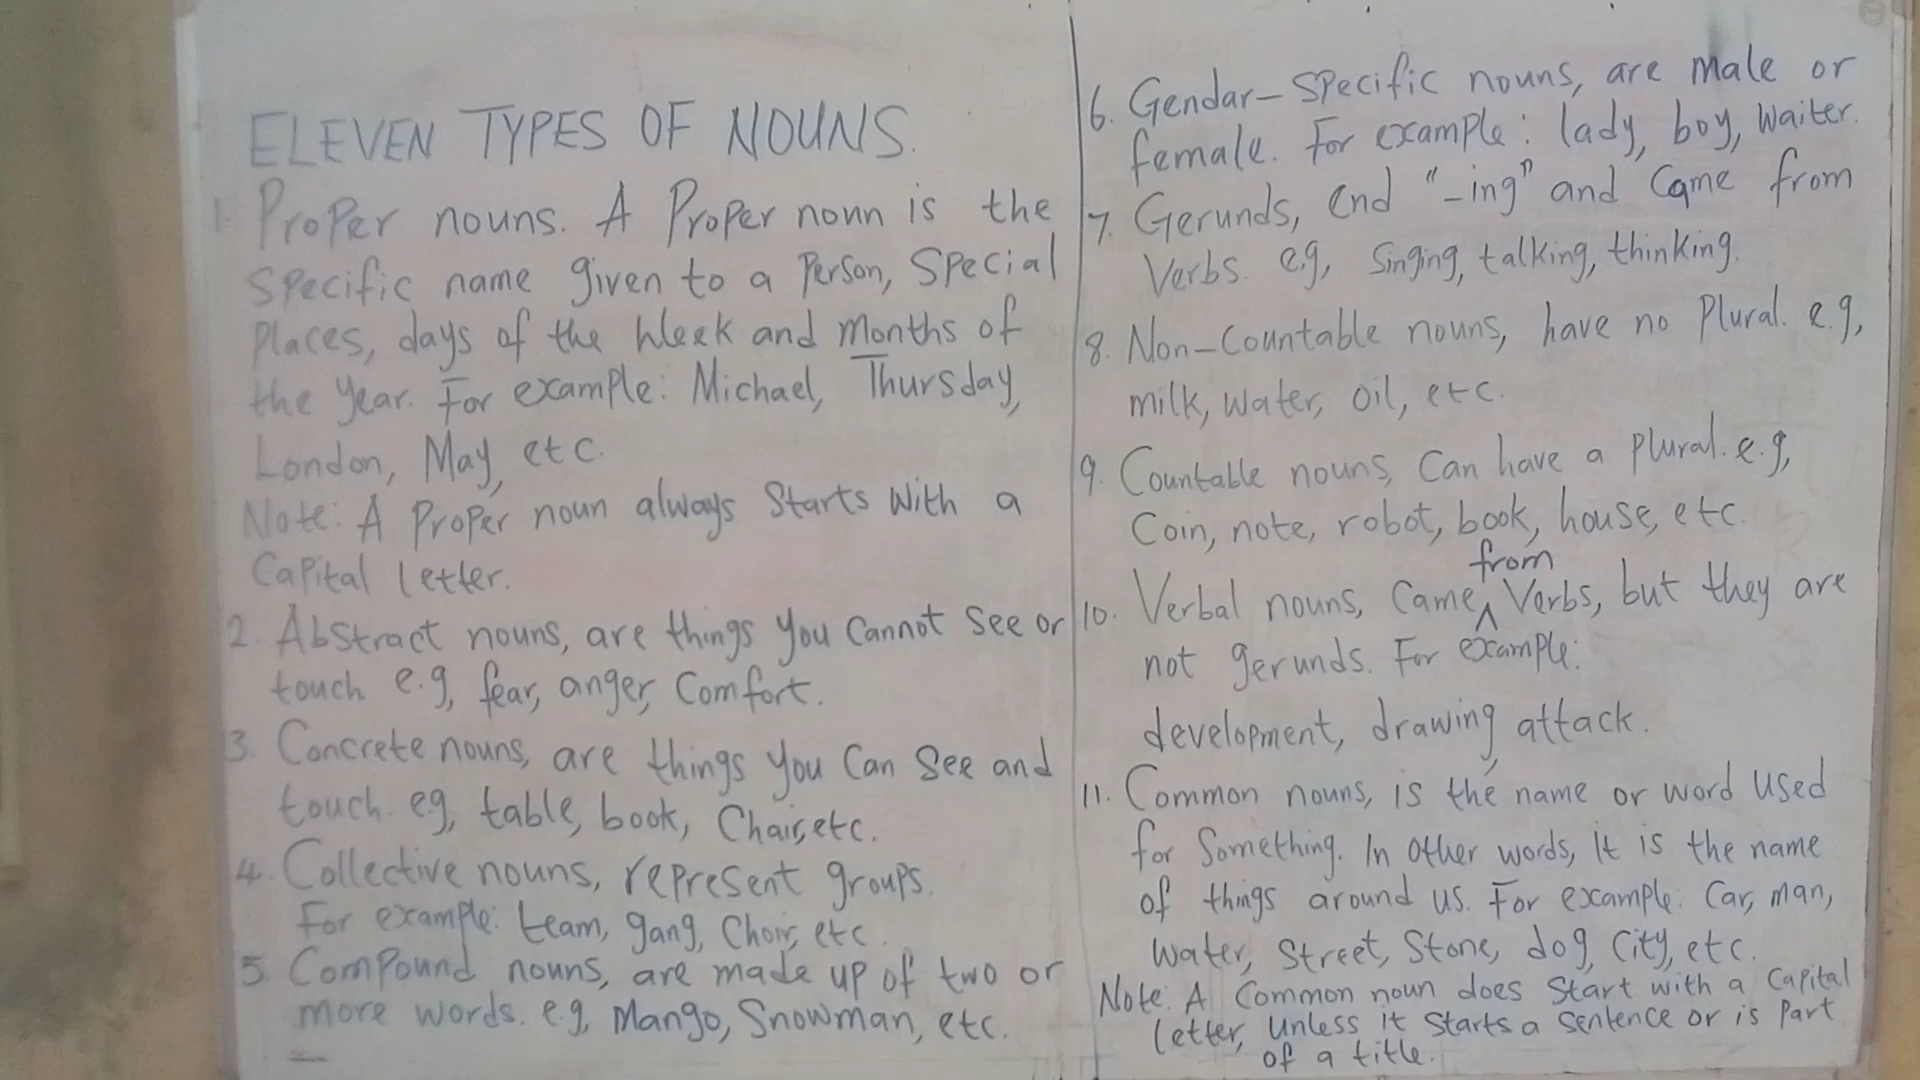 ELEVEN TYPES OF NOUNS.
1. Proper nouns. A Proper noun is the
specific name given to a Person, Special
Places, days of the Week and Months of
the Year. For example: Michael, Thursday,
London, May, etc.
Note: A Proper noun always Starts With a
Capital letter.
2. Abstract nouns, are things you Cannot See or
touch e.g, fear, anger, Comfort.
3. Concrete nouns, are things you Can See and
touch. e.g, table, book, Chair, etc.
4. Collective nouns, represent groups.
For example: team, gang, Choir, etc.
5. Compound nouns, are made up of two or
more words. e.g, Mango, Snowman, etc.
6. Gendar-Specific nouns, are male or
female. For example: lady, boy, Waiter.
7. Gerunds, end "-ing" and Came from
Verbs. e.g, Singing, talking, thinking.
8. Non-Countable nouns, have no Plural. e.g,
milk, water, oil, etc.
9. Countable nouns, Can have a Plural. e.g,
Coin, note, robot, book, house, etc.
10. Verbal nouns, Came from Verbs, but they are
not gerunds. For example:
development, drawing, attack.
11. Common nouns, is the name or word used
for Something. In Other words, It is the name
of things around us. For example: Car, man,
Water, Street, Stone, dog, City, etc.
Note: A Common noun does Start with a Capital
letter, unless it Starts a Sentence or is Part
of a title.